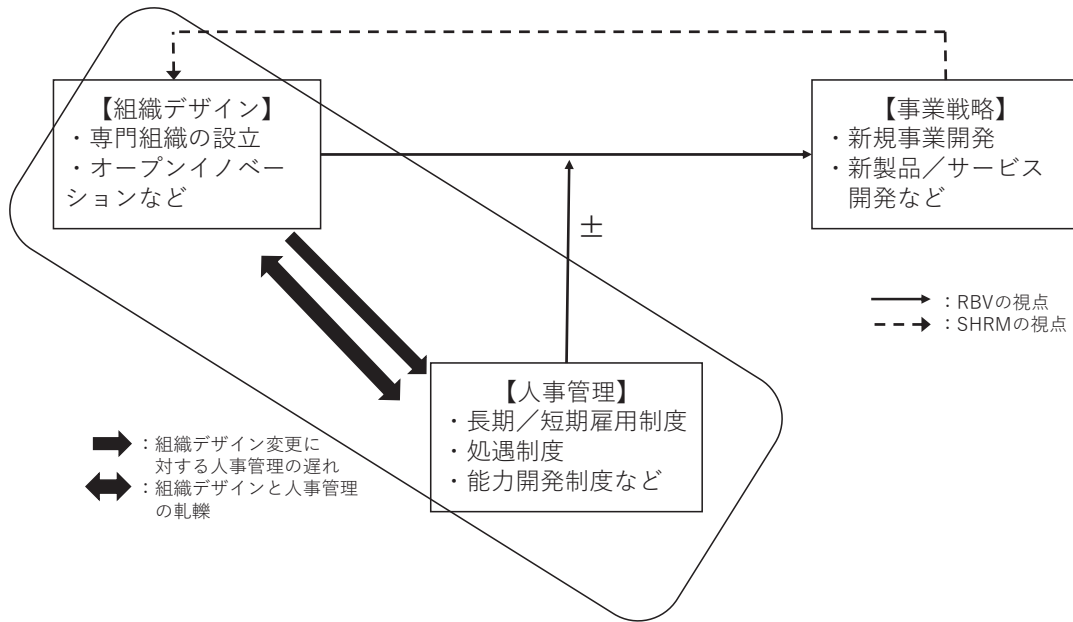 【組織デザイン】
・専門組織の設立
・オープンイノベー
ションなど
【事業戦略】
・新規事業開発
・新製品／サービス
開発など
±
：RBVの視点
：SHRMの視点
【人事管理】
・長期／短期雇用制度
・処遇制度
・能力開発制度など
：組織デザイン変更に
対する人事管理の遅れ
：組織デザインと人事管理
の軋轢